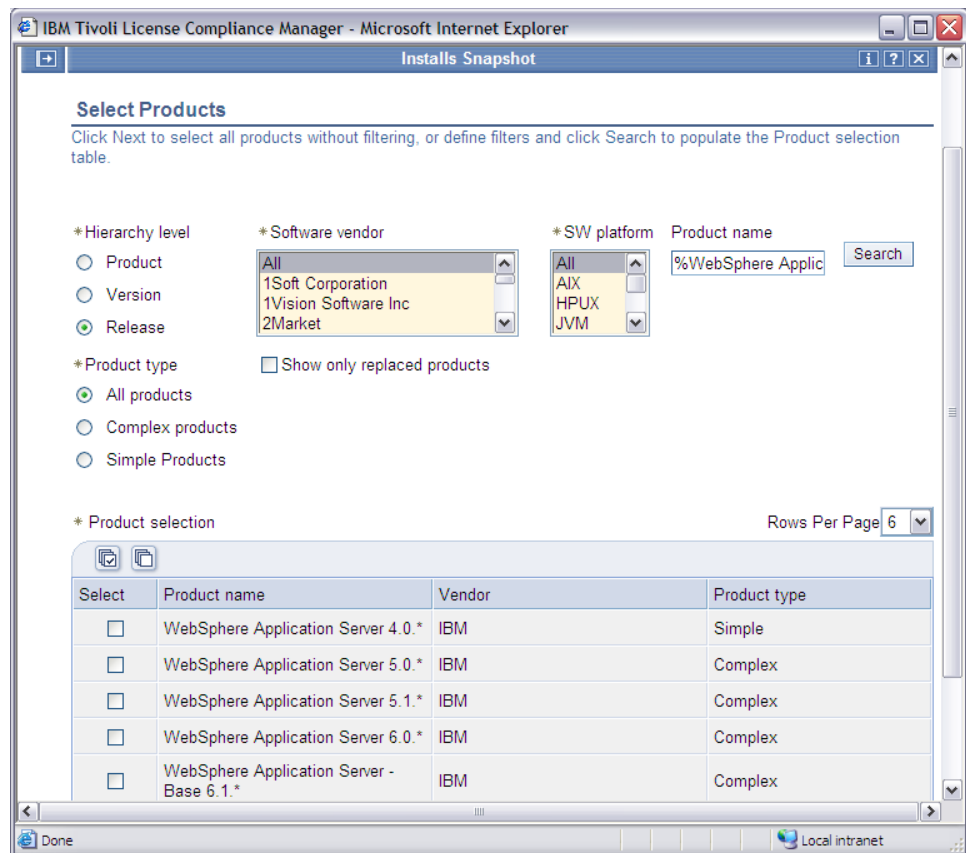 IBM Tivoli License Compliance Manager - Microsoft Internet Explorer
Installs Snapshot
Select Products
Click Next to select all products without filtering, or define filters and click Search to populate the Product selection
table.
*Hierarchy level
Product
Version
Release
*Software vendor
All
1Soft Corporation
1Vision Software Inc
2Market
*SW platform
All
AIX
HPUX
JVM
Product name
%WebSphere Applic
Search
*Product type
All products
Complex products
Simple Products
Show only replaced products
* Product selection
Rows Per Page 6
Select Product name Vendor Product type
WebSphere Application Server 4.0.* IBM Simple
WebSphere Application Server 5.0.* IBM Complex
WebSphere Application Server 5.1.* IBM Complex
WebSphere Application Server 6.0.* IBM Complex
WebSphere Application Server -
Base 6.1.* IBM Complex
Done
Local intranet